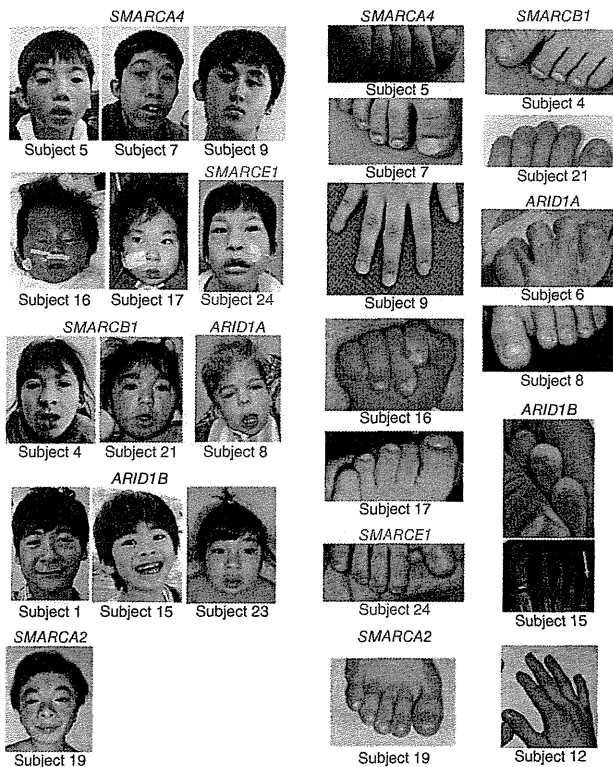 SMARCA4
Subject 5 Subject 7 Subject 9
SMARCE1
Subject 16 Subject 17 Subject 24
SMARCB1 ARID1A
Subject 4 Subject 21 Subject 8
ARID1B
Subject 1 Subject 15 Subject 23
SMARCA2
Subject 19
SMARCA4
Subject 5
Subject 7
Subject 9
Subject 16
Subject 17
SMARCE1
Subject 24
SMARCA2
Subject 19
SMARCB1
Subject 4
Subject 21
ARID1A
Subject 6
Subject 8
ARID1B
Subject 15
Subject 12